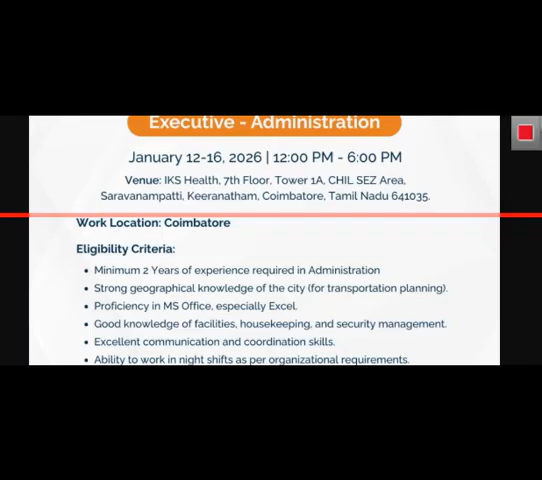 Executive - Administration
January 12-16, 2026 | 12:00 PM - 6:00 PM
Venue: IKS Health, 7th Floor, Tower 1A, CHIL SEZ Area,
Saravanampatti, Keeranatham, Coimbatore, Tamil Nadu 641035.
Work Location: Coimbatore
Eligibility Criteria:
• Minimum 2 Years of experience required in Administration
• Strong geographical knowledge of the city (for transportation planning).
• Proficiency in MS Office, especially Excel.
• Good knowledge of facilities, housekeeping, and security management.
• Excellent communication and coordination skills.
• Ability to work in night shifts as per organizational requirements.